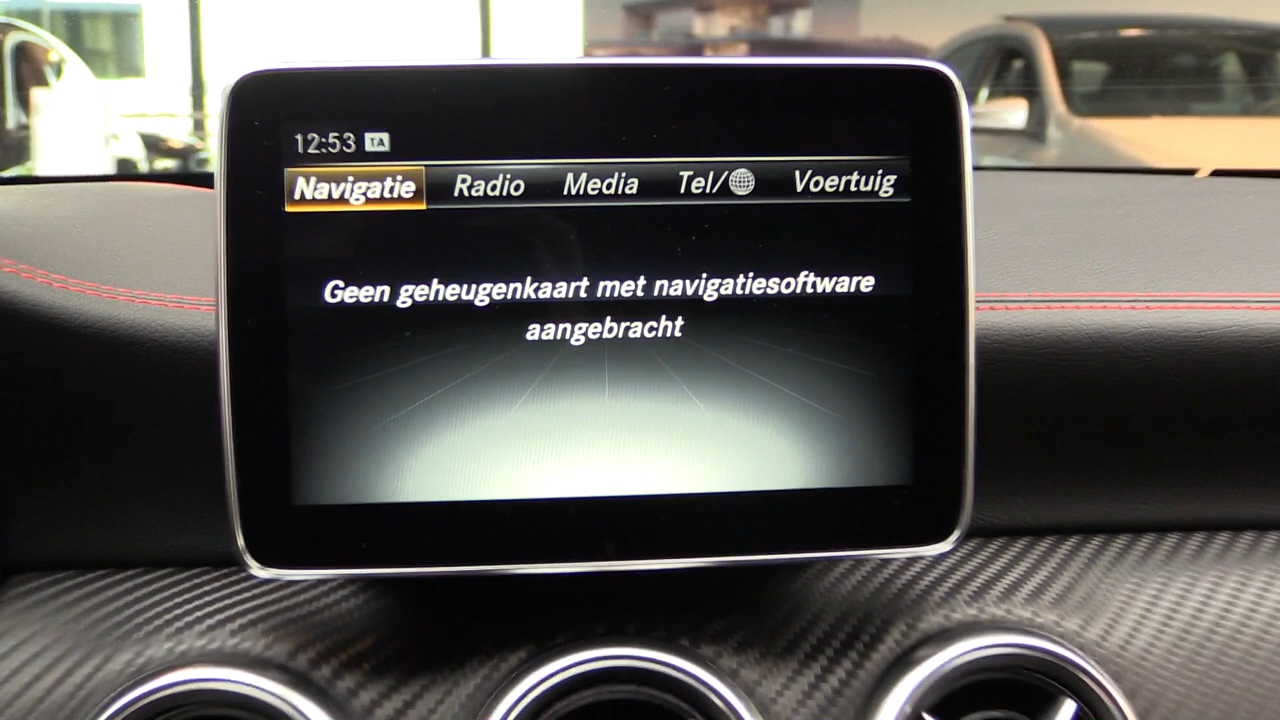 12:53 TA
Navigatie Radio Media Tel/ Voertuig
Geen geheugenkaart met navigatiesoftware
aangebracht